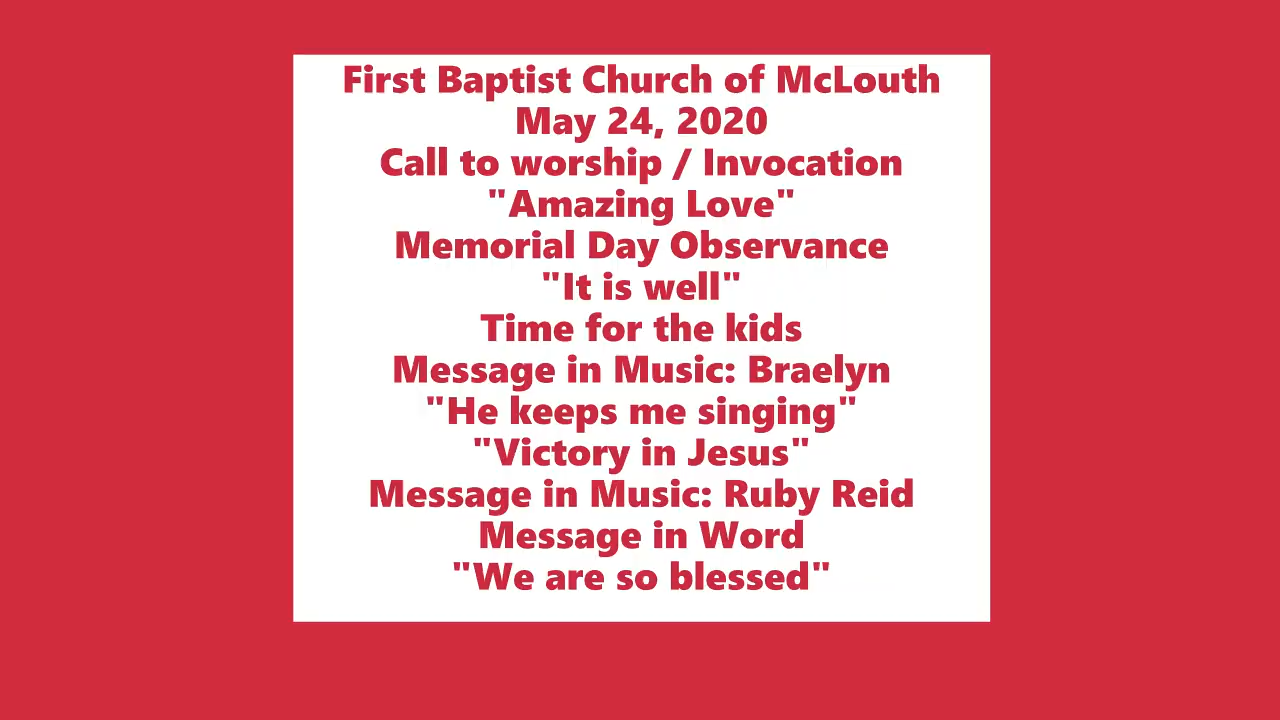 First Baptist Church of McLouth
May 24, 2020
Call to worship / Invocation
"Amazing Love"
Memorial Day Observance
"It is well"
Time for the kids
Message in Music: Braelyn
"He keeps me singing"
"Victory in Jesus"
Message in Music: Ruby Reid
Message in Word
"We are so blessed"